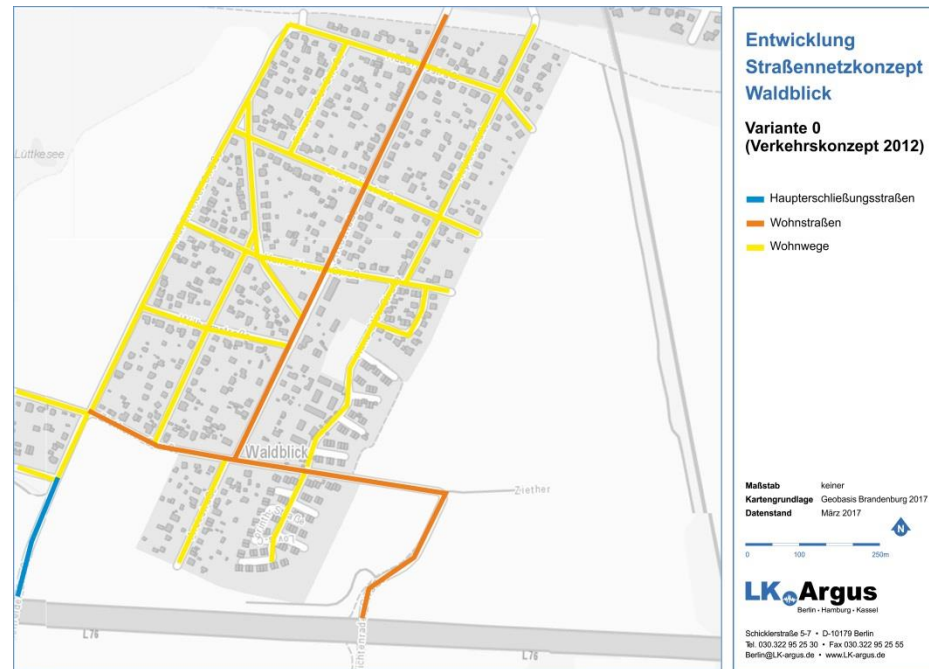 Entwicklung
Straßennetzkonzept
Waldblick
Variante 0
(Verkehrskonzept 2012)
Haupterschließungsstraßen
Wohnstraßen
Wohnwege
Lüttkesee
Waldblick
Ziether
L76
L76
Maßstab keiner
Kartengrundlage Geobasis Brandenburg 2017
Datenstand März 2017
N
0 100 250m
LK Argus
Berlin • Hamburg • Kassel
Schicklerstraße 5-7 • D-10179 Berlin
Tel. 030.322 95 25 30 • Fax 030.322 95 25 55
Berlin@LK-argus.de • www.LK-argus.de